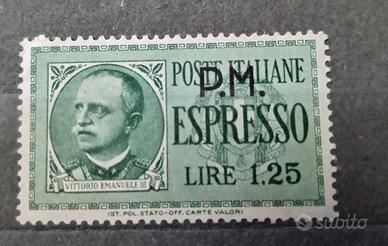 POSTE ITALIANE
P.M.
ESPRESSO
LIRE 1.25
VITTORIO EMANUELE III
IST. POL. STATO-OFF. CARTE VALORI
subito